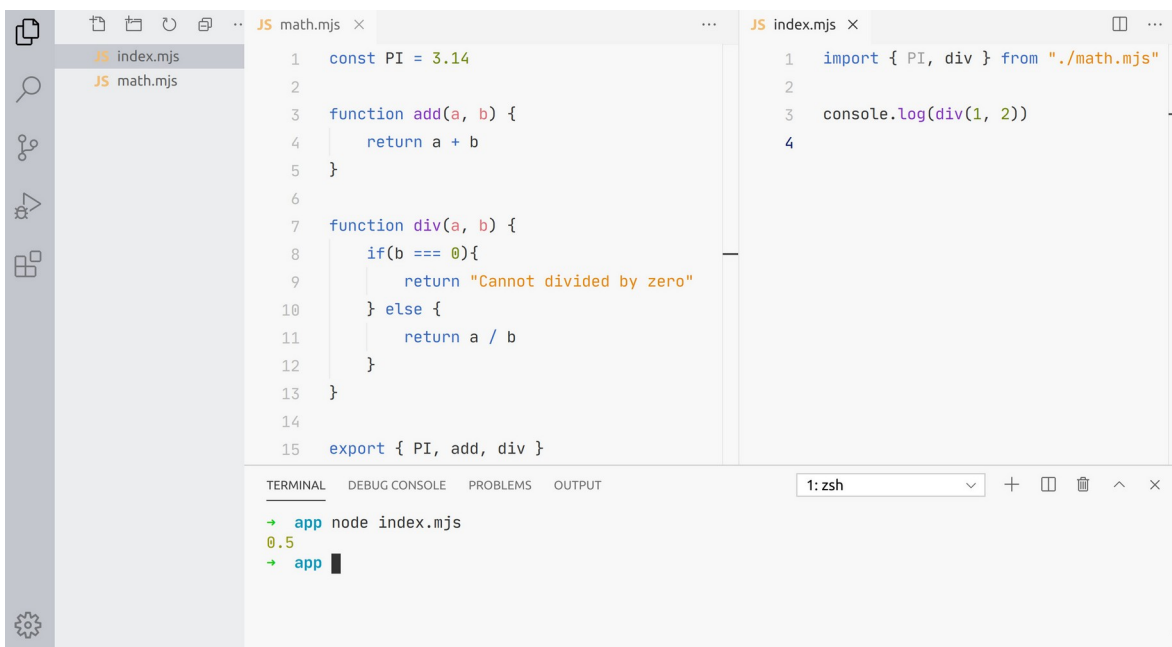 JS index.mjs
JS math.mjs
JS math.mjs ×
1 const PI = 3.14
2
3 function add(a, b) {
4     return a + b
5 }
6
7 function div(a, b) {
8     if(b === 0){
9         return "Cannot divided by zero"
10     } else {
11         return a / b
12     }
13 }
14
15 export { PI, add, div }
JS index.mjs ×
1 import { PI, div } from "./math.mjs"
2
3 console.log(div(1, 2))
4
TERMINAL DEBUG CONSOLE PROBLEMS OUTPUT 1: zsh
→ app node index.mjs
0.5
→ app